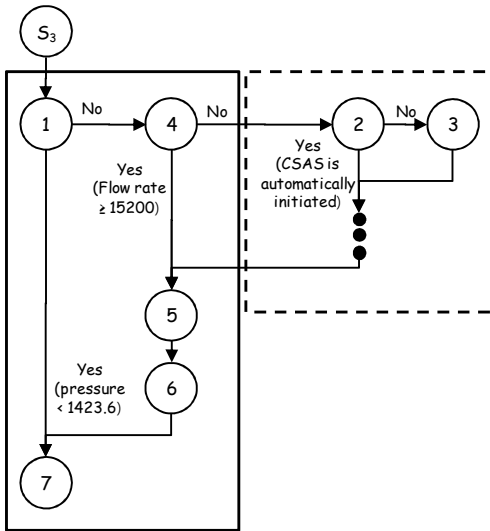 S3
1
No
4
No
2
No
3
Yes
(Flow rate
≥ 15200)
Yes
(CSAS is
automatically
initiated)
5
Yes
(pressure
< 1423.6)
6
7